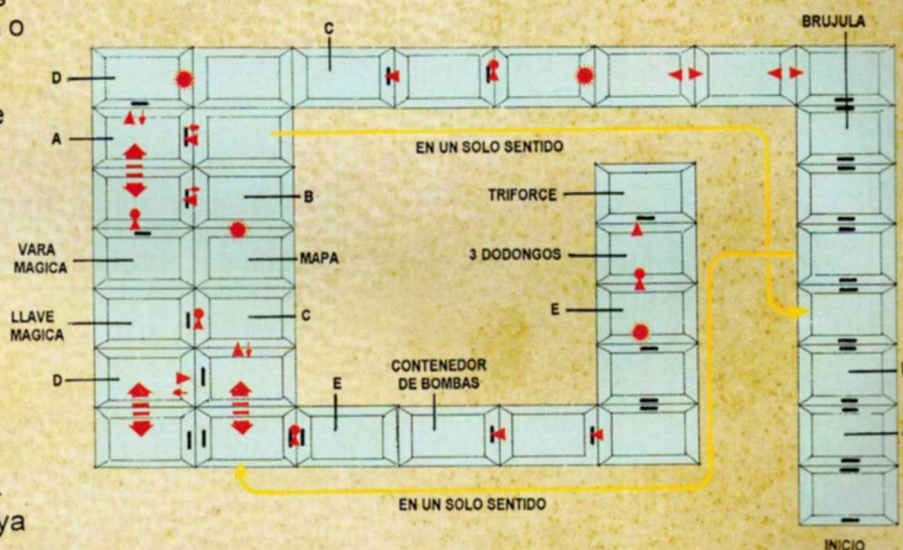 O
BRUJULA
C
D
e
A
EN UN SOLO SENTIDO
TRIFORCE
B
VARA
MAGICA
MAPA
3 DODONGOS
LLAVE
MAGICA
C
E
D
CONTENEDOR
DE BOMBAS
E
EN UN SOLO SENTIDO
ya
INICIO